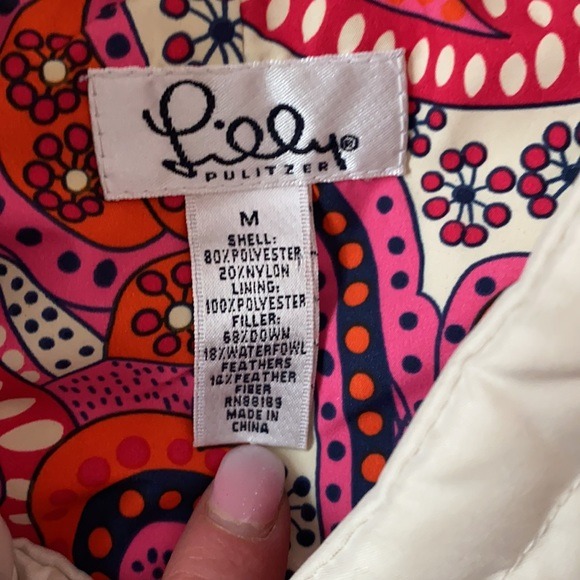 Lilly®
PULITZER
M
SHELL:
80%POLYESTER
20%NYLON
LINING:
100%POLYESTER
FILLER:
68%DOWN
18%WATERFOWL
FEATHERS
14%FEATHER
FIBER
RN88189
MADE IN
CHINA